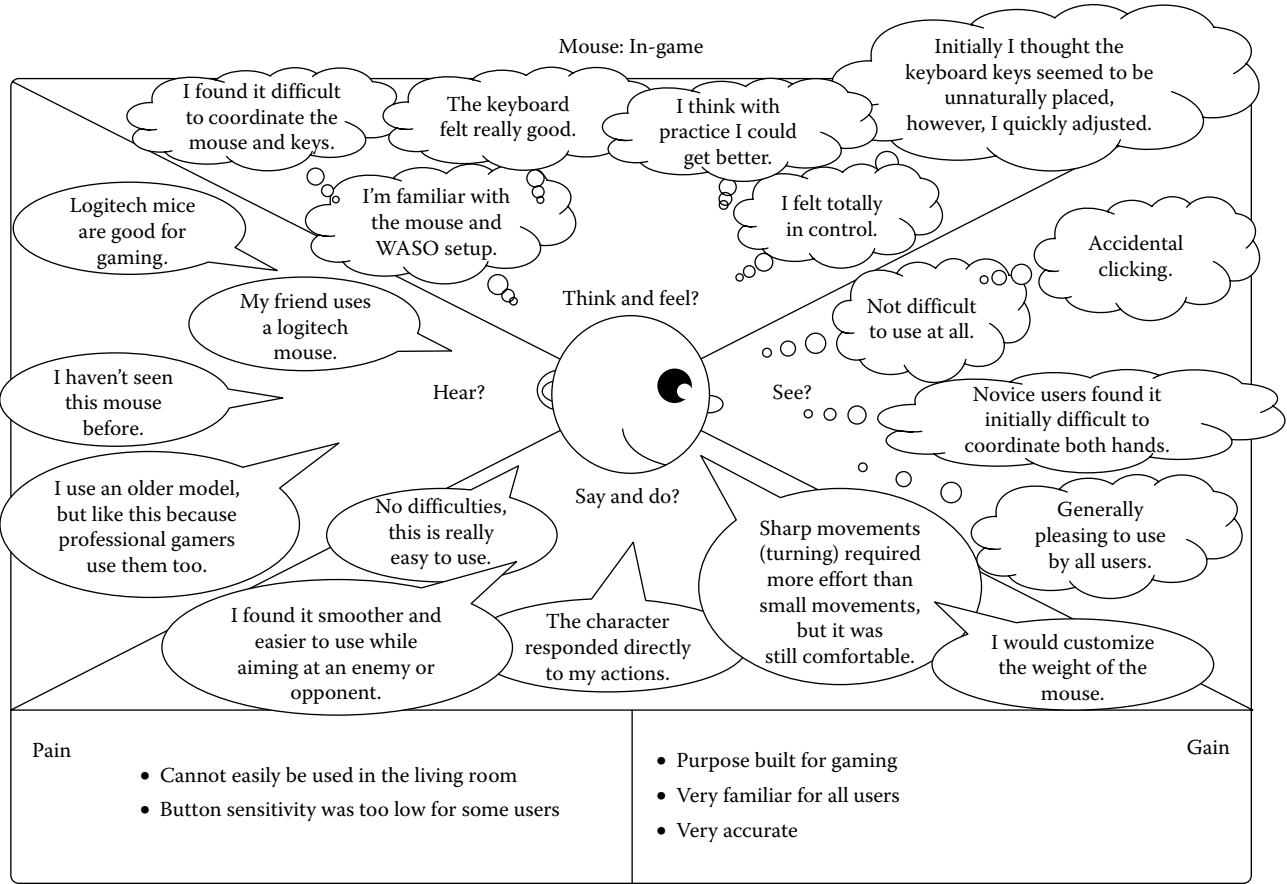 Mouse: In-game
I found it difficult
to coordinate the
mouse and keys.
The keyboard
felt really good.
I think with
practice I could
get better.
Initially I thought the
keyboard keys seemed to be
unnaturally placed,
however, I quickly adjusted.
I'm familiar with
the mouse and
WASO setup.
I felt totally
in control.
Logitech mice
are good for
gaming.
My friend uses
a logitech
mouse.
I haven't seen
this mouse
before.
I use an older model,
but like this because
professional gamers
use them too.
Think and feel?
Hear?
See?
Say and do?
Accidental
clicking.
Not difficult
to use at all.
Novice users found it
initially difficult to
coordinate both hands.
Generally
pleasing to use
by all users.
No difficulties,
this is really
easy to use.
I found it smoother and
easier to use while
aiming at an enemy or
opponent.
The character
responded directly
to my actions.
Sharp movements
(turning) required
more effort than
small movements,
but it was
still comfortable.
I would customize
the weight of the
mouse.
Pain
• Cannot easily be used in the living room
• Button sensitivity was too low for some users
Gain
• Purpose built for gaming
• Very familiar for all users
• Very accurate